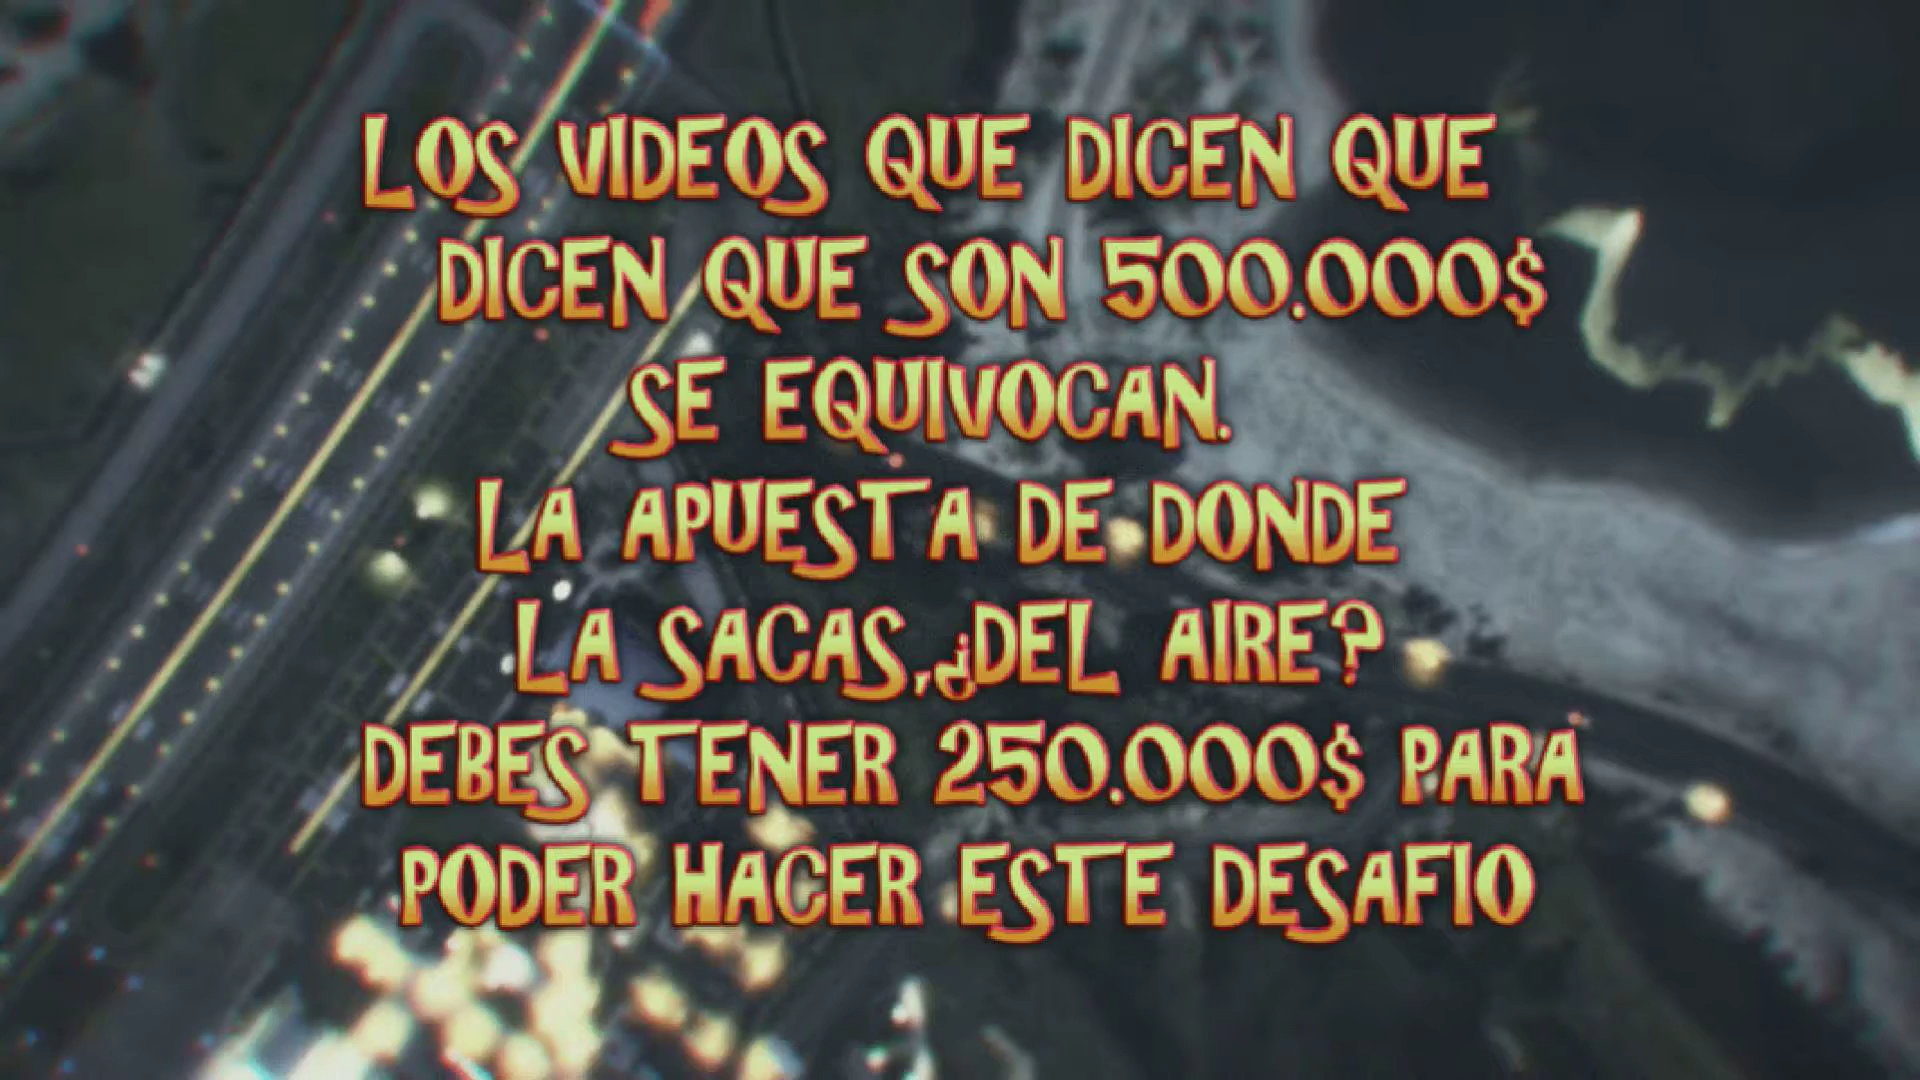 LOS VIDEOS QUE DICEN QUE
DICEN QUE SON 500.000$
SE EQUIVOCAN.
LA APUESTA DE DONDE
LA SACAS,¿DEL AIRE?
DEBES TENER 250.000$ PARA
PODER HACER ESTE DESAFIO